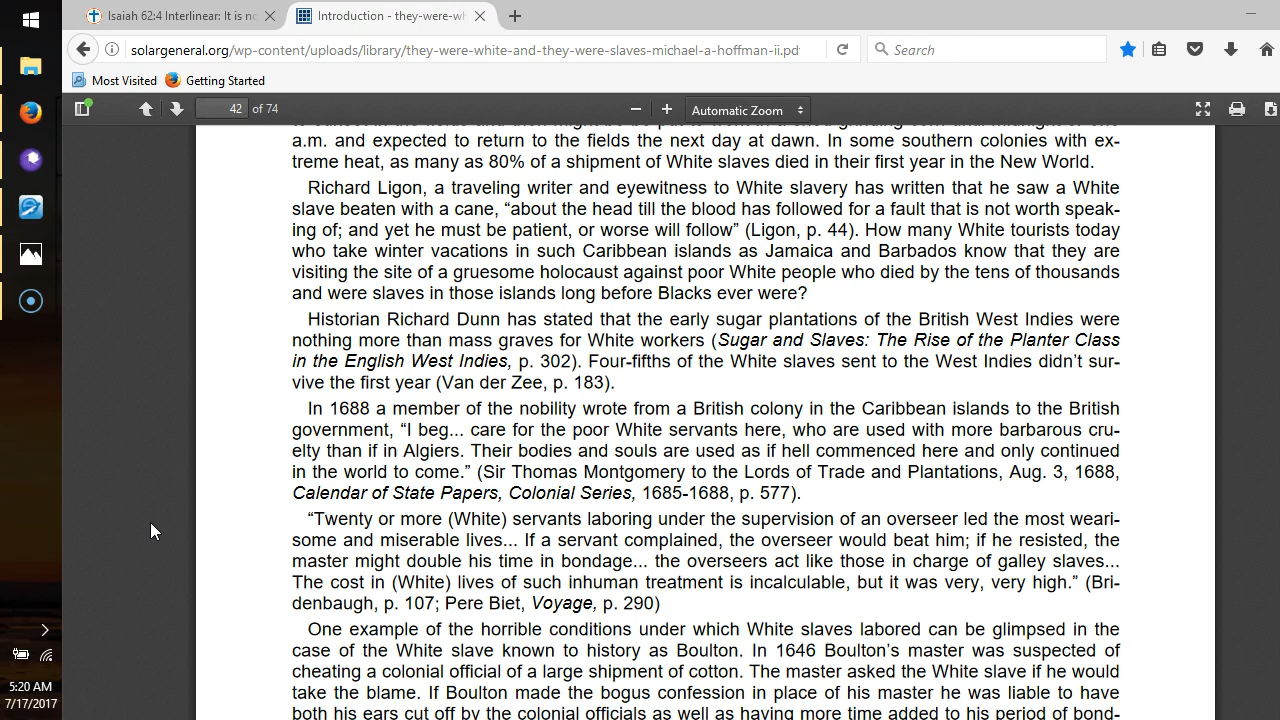 Isaiah 62:4 Interlinear: It is no
Introduction - they-were-wh
solargeneral.org/wp-content/uploads/library/they-were-white-and-they-were-slaves-michael-a-hoffman-ii.pd
Search
Most Visited
Getting Started
42 of 74
Automatic Zoom
a.m. and expected to return to the fields the next day at dawn. In some southern colonies with ex-
treme heat, as many as 80% of a shipment of White slaves died in their first year in the New World.
Richard Ligon, a traveling writer and eyewitness to White slavery has written that he saw a White
slave beaten with a cane, “about the head till the blood has followed for a fault that is not worth speak-
ing of; and yet he must be patient, or worse will follow” (Ligon, p. 44). How many White tourists today
who take winter vacations in such Caribbean islands as Jamaica and Barbados know that they are
visiting the site of a gruesome holocaust against poor White people who died by the tens of thousands
and were slaves in those islands long before Blacks ever were?
Historian Richard Dunn has stated that the early sugar plantations of the British West Indies were
nothing more than mass graves for White workers (Sugar and Slaves: The Rise of the Planter Class
in the English West Indies, p. 302). Four-fifths of the White slaves sent to the West Indies didn’t sur-
vive the first year (Van der Zee, p. 183).
In 1688 a member of the nobility wrote from a British colony in the Caribbean islands to the British
government, “I beg... care for the poor White servants here, who are used with more barbarous cru-
elty than if in Algiers. Their bodies and souls are used as if hell commenced here and only continued
in the world to come.” (Sir Thomas Montgomery to the Lords of Trade and Plantations, Aug. 3, 1688,
Calendar of State Papers, Colonial Series, 1685-1688, p. 577).
“Twenty or more (White) servants laboring under the supervision of an overseer led the most weari-
some and miserable lives... If a servant complained, the overseer would beat him; if he resisted, the
master might double his time in bondage... the overseers act like those in charge of galley slaves...
The cost in (White) lives of such inhuman treatment is incalculable, but it was very, very high.” (Bri-
denbaugh, p. 107; Pere Biet, Voyage, p. 290)
One example of the horrible conditions under which White slaves labored can be glimpsed in the
case of the White slave known to history as Boulton. In 1646 Boulton’s master was suspected of
cheating a colonial official of a large shipment of cotton. The master asked the White slave if he would
take the blame. If Boulton made the bogus confession in place of his master he was liable to have
both his ears cut off by the colonial officials as well as having more time added to his period of bond-
5:20 AM
7/17/2017